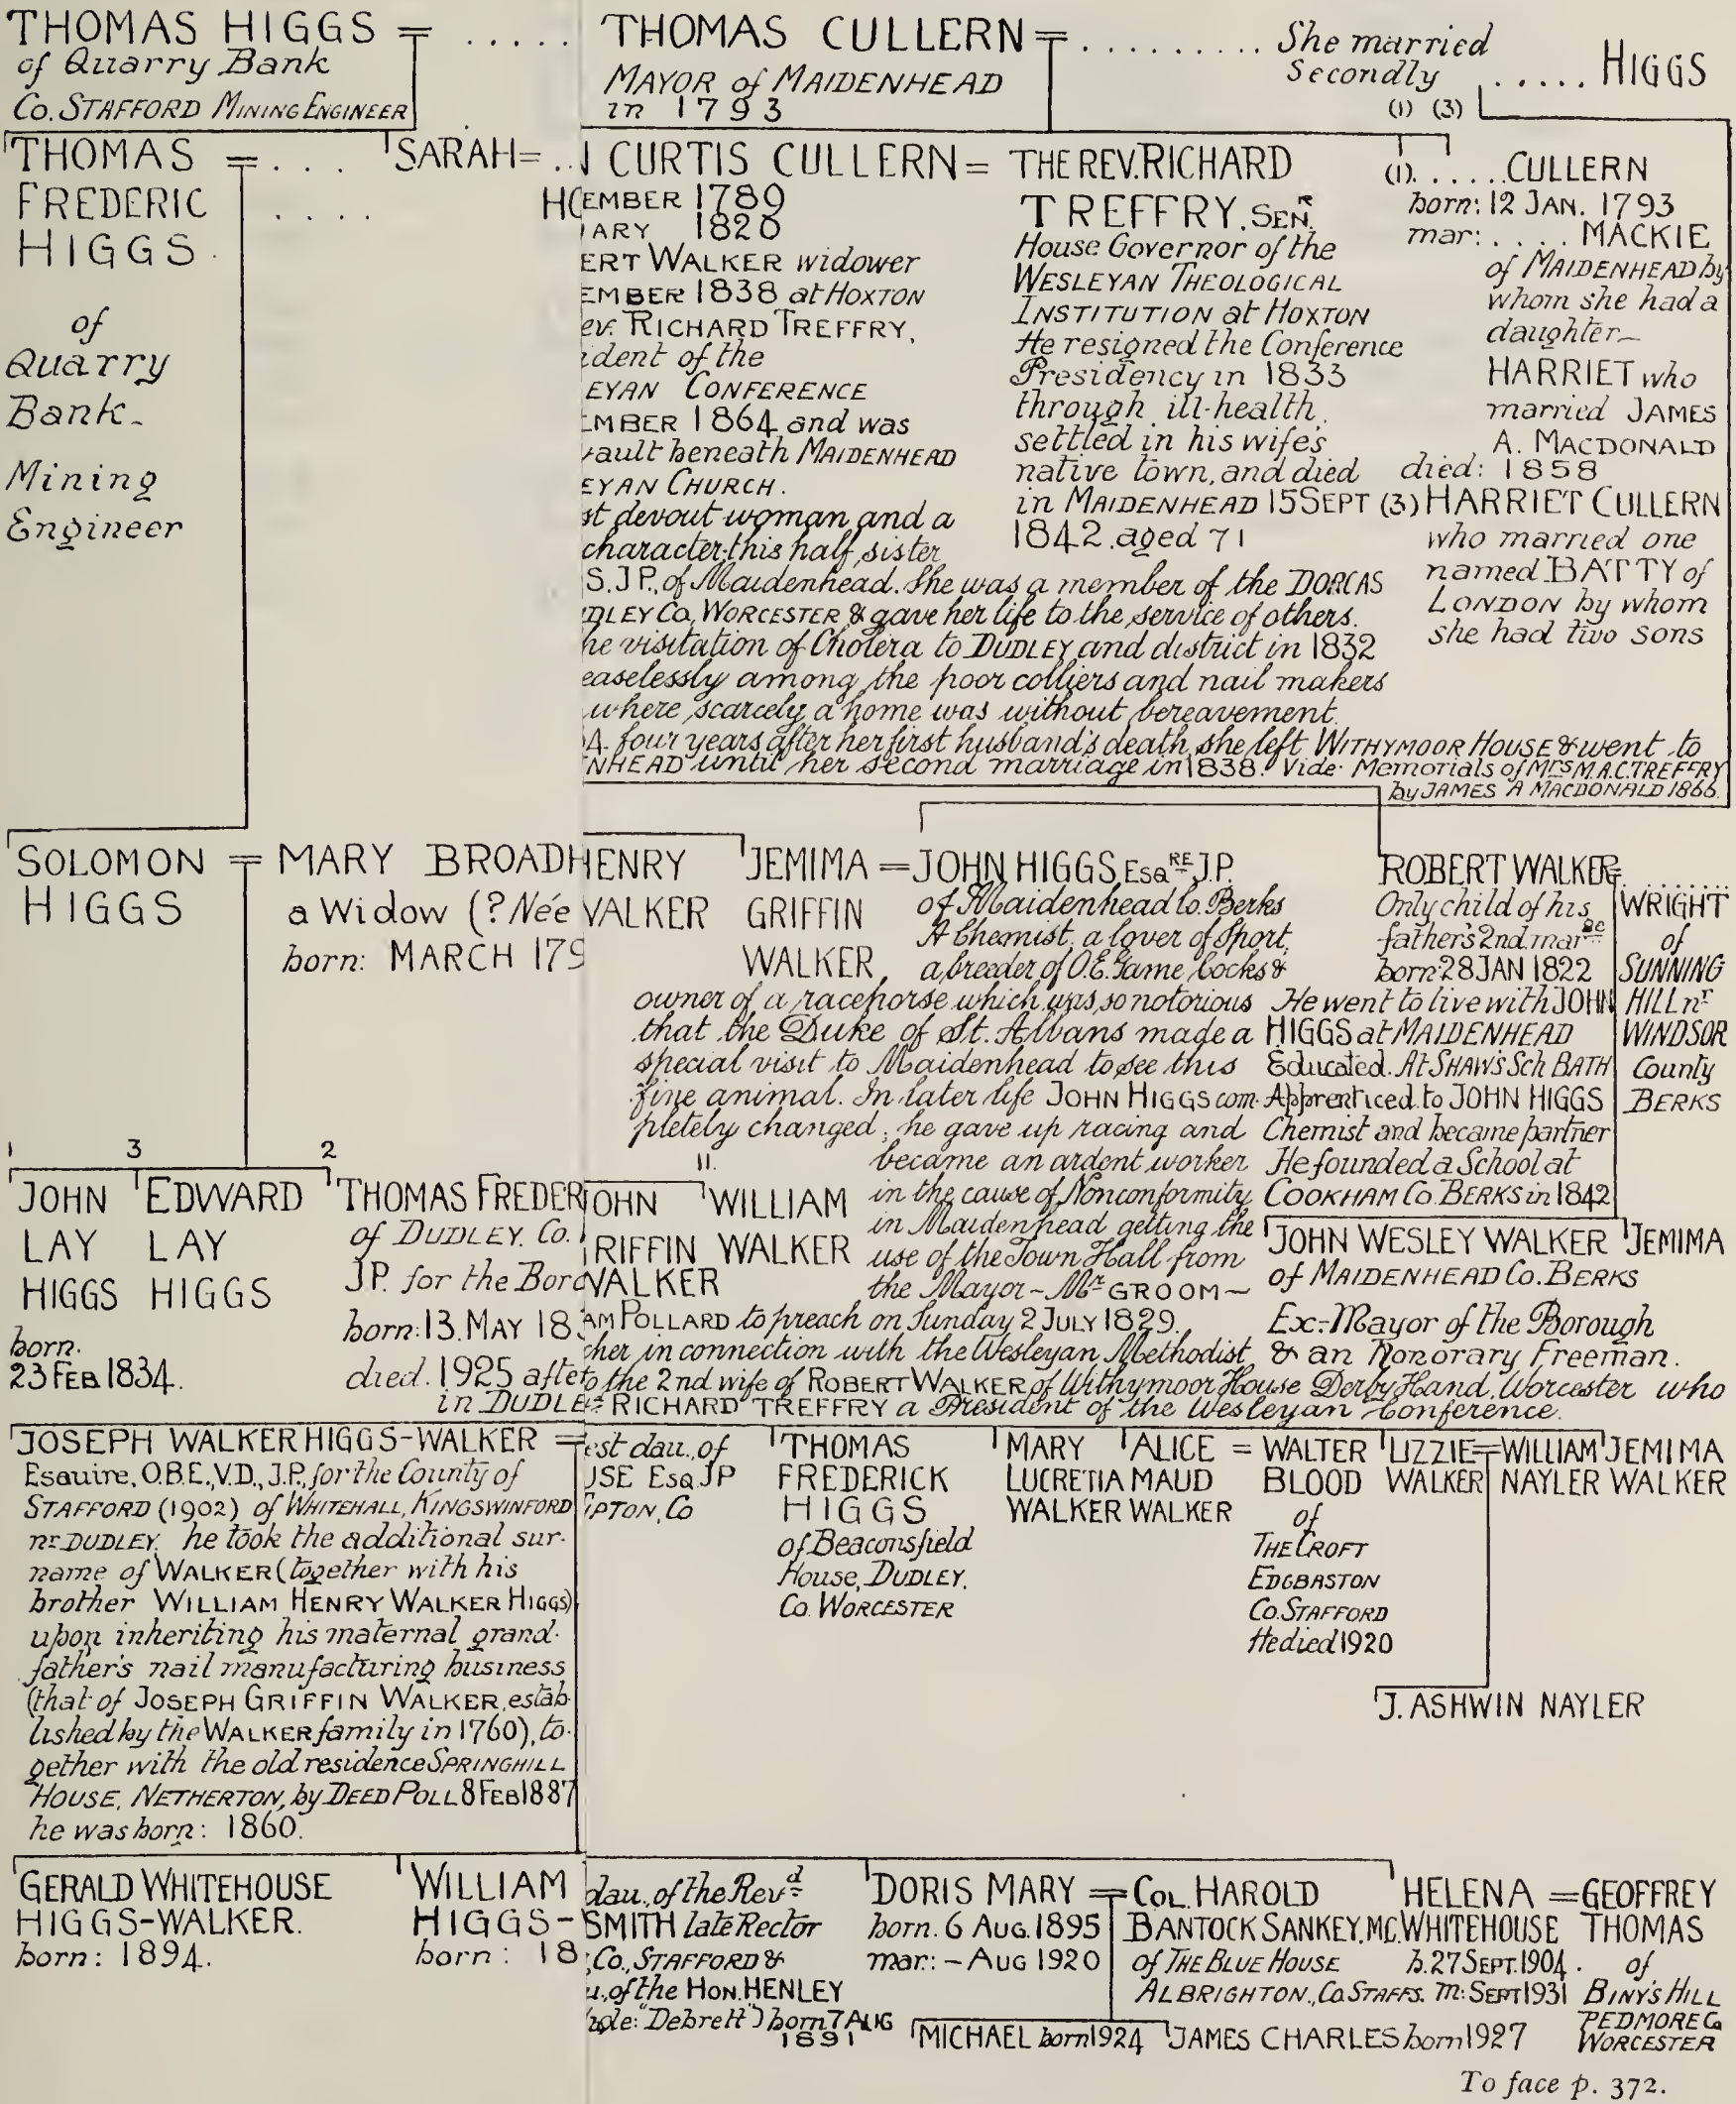 THOMAS HIGGS = . . . . .
of Quarry Bank
Co. STAFFORD MINING ENGINEER
THOMAS = . . .
FREDERIC . . . .
HIGGS.
of
Quarry
Bank-
Mining
Engineer
SARAH= ..
HO
THOMAS CULLERN = . . . . . . . . . She married
Secondly . . . . . HIGGS
MAYOR of MAIDENHEAD
in 1793
(1) (3)
N CURTIS CULLERN =
EMBER 1789
ARY 1820
ERT WALKER widower
EMBER 1838 at HOXTON
ev. RICHARD TREFFRY,
ident of the
EYAN CONFERENCE
EMBER 1864 and was
vault beneath MAIDENHEAD
EYAN CHURCH.
st devout woman and a
character: this half sister
S. J.P., of Maidenhead. She was a member of the DORCAS
DLEY CO. WORCESTER & gave her life to the service of others.
he visitation of Cholera to DUDLEY and district in 1832
easelessly among the poor colliers and nail makers
where scarcely a home was without bereavement.
4. four years after her first husband's death she left WITHYMOOR HOUSE & went to
NHEAD until her second marriage in 1838. Vide Memorials of MRS M.A.C. TREFFRY
by JAMES A MACDONALD 1866.
THE REV. RICHARD
TREFFRY. SENR
House Governor of the
WESLEYAN THEOLOGICAL
INSTITUTION at HOXTON
He resigned the Conference
Presidency in 1833
through ill-health,
settled in his wife's
native town, and died
in MAIDENHEAD 15 SEPT
1842. aged 71
(1). . . . . . CULLERN
born: 12 JAN. 1793
mar: . . . . MACKIE
of MAIDENHEAD by
whom she had a
daughter-
HARRIET who
married JAMES
A. MACDONALD
died: 1858
(3) HARRIET CULLERN
who married one
named BATTY of
LONDON by whom
she had two sons
SOLOMON =
HIGGS
MARY BROADH
a Widow (? Née
born: MARCH 179
HENRY
WALKER
JEMIMA =
GRIFFIN
WALKER,
JOHN HIGGS ESQRE J.P.
of Maidenhead Co. Berks
A Chemist, a lover of Sport,
a breeder of O.E. Game Cocks &
owner of a racehorse which was so notorious
that the Duke of St. Albans made a
special visit to Maidenhead to see this
fine animal. In later life JOHN HIGGS com-
pletely changed; he gave up racing and
became an ardent worker
in the cause of Nonconformity
in Maidenhead getting the
use of the Town Hall from
the Mayor - Mr GROOM -
AM POLLARD to preach on Sunday 2 JULY 1829.
cher in connection with the Wesleyan Methodist
o the 2nd wife of ROBERT WALKER of Withymoor House Derby Hand, Worcester who
RICHARD TREFFRY a President of the Wesleyan Conference.
ROBERT WALKER =
Only child of his
father's 2nd. marge
born 28 JAN 1822
He went to live with JOHN
HIGGS at MAIDENHEAD
Educated. At SHAW'S Sch BATH
Apprenticed to JOHN HIGGS
Chemist and became partner
He founded a School at
COOKHAM Co. BERKS in 1842
. . . . . . . .
WRIGHT
of
SUNNING
HILL nr
WINDSOR
County
BERKS
1 3 2
JOHN
LAY
HIGGS
born.
23 FEB 1834.
EDWARD
LAY
HIGGS
THOMAS FREDER
of DUDLEY. Co.
J.P. for the Boro
born: 13. MAY 183
died. 1925 afte
in DUDLE
11.
JOHN
RIFFIN
WALKER
WILLIAM
WALKER
JOHN WESLEY WALKER
of MAIDENHEAD Co. BERKS
Ex-Mayor of the Borough
& an Honorary Freeman.
JEMIMA
JOSEPH WALKER HIGGS-WALKER =
Esquire, O.B.E., V.D., J.P., for the County of
STAFFORD (1902) of WHITEHALL, KINGSWINFORD
nr. DUDLEY. he took the additional sur-
name of WALKER (together with his
brother WILLIAM HENRY WALKER HIGGS)
upon inheriting his maternal grand-
father's nail manufacturing business
(that of JOSEPH GRIFFIN WALKER, estab-
lished by the WALKER family in 1760), to-
gether with the old residence SPRINGHILL
HOUSE, NETHERTON, by DEED POLL 8 FEB 1887
he was born: 1860.
est dau., of
USE Esq JP
IPTON, Co
THOMAS
FREDERICK
HIGGS
of Beaconsfield
House, DUDLEY,
Co. WORCESTER
MARY
LUCRETIA
WALKER
ALICE =
MAUD
WALKER
WALTER
BLOOD
of
THE CROFT
EDGBASTON
Co. STAFFORD
He died 1920
LIZZIE =
WALKER
WILLIAM
NAYLER
JEMIMA
WALKER
J. ASHWIN NAYLER
GERALD WHITEHOUSE
HIGGS-WALKER.
born: 1894.
WILLIAM
HIGGS-
born: 18
dau., of the Revd
SMITH late Rector
Co., STAFFORD &
u., of the HON. HENLEY
ide: "Debrett") born 7 AUG
1891
DORIS MARY =
born. 6 AUG. 1895
mar: - AUG 1920
COL. HAROLD
BANTOCK SANKEY, M.C.
of THE BLUE HOUSE
ALBRIGHTON., Co. STAFFS.
HELENA =
WHITEHOUSE
b. 27 SEPT. 1904.
m: SEPT 1931
GEOFFREY
THOMAS
of
BINY'S HILL
PEDMORE Co
WORCESTER
MICHAEL born 1924
JAMES CHARLES born 1927
To face p. 372.